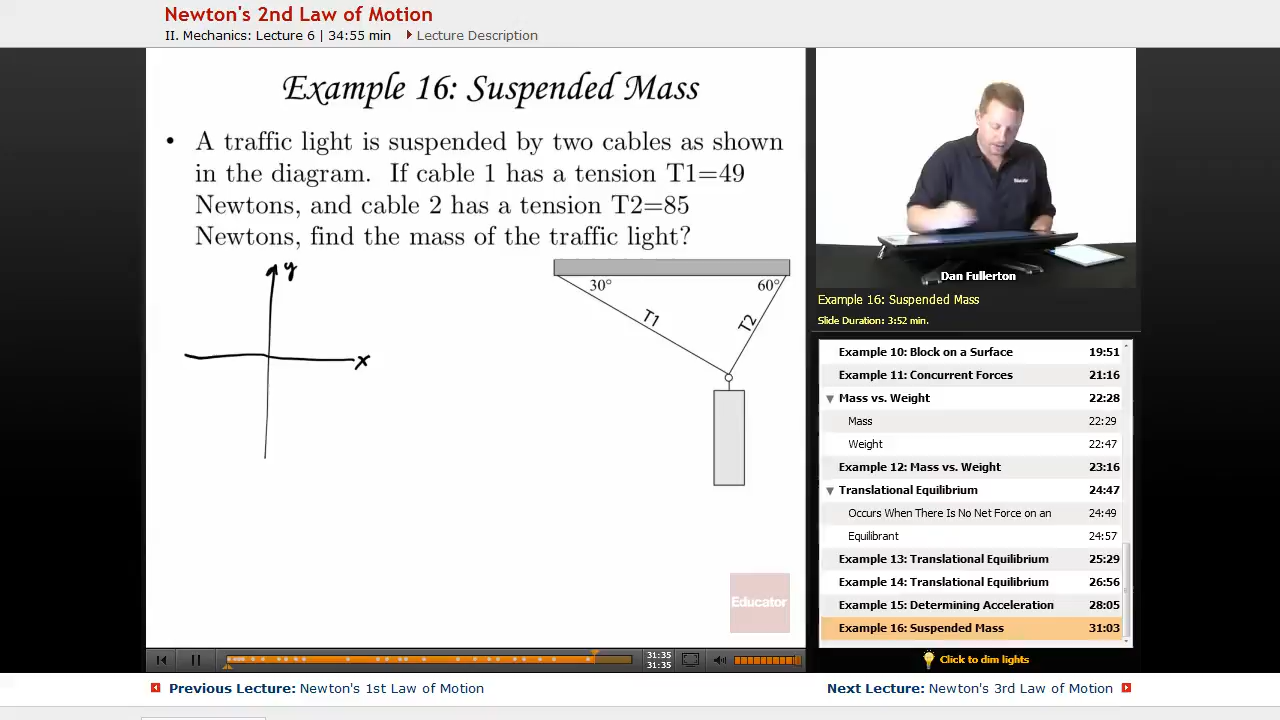 Newton's 2nd Law of Motion
II. Mechanics: Lecture 6 | 34:55 min
Lecture Description
Example 16: Suspended Mass
• A traffic light is suspended by two cables as shown
in the diagram. If cable 1 has a tension T1=49
Newtons, and cable 2 has a tension T2=85
Newtons, find the mass of the traffic light?
y
x
30°
60°
T1
T2
Educator
Educator
Dan Fullerton
Example 16: Suspended Mass
Slide Duration: 3:52 min.
Example 10: Block on a Surface 19:51
Example 11: Concurrent Forces 21:16
Mass vs. Weight 22:28
Mass 22:29
Weight 22:47
Example 12: Mass vs. Weight 23:16
Translational Equilibrium 24:47
Occurs When There Is No Net Force on an 24:49
Equilibrant 24:57
Example 13: Translational Equilibrium 25:29
Example 14: Translational Equilibrium 26:56
Example 15: Determining Acceleration 28:05
Example 16: Suspended Mass 31:03
31:35
31:35
Click to dim lights
Previous Lecture: Newton's 1st Law of Motion
Next Lecture: Newton's 3rd Law of Motion